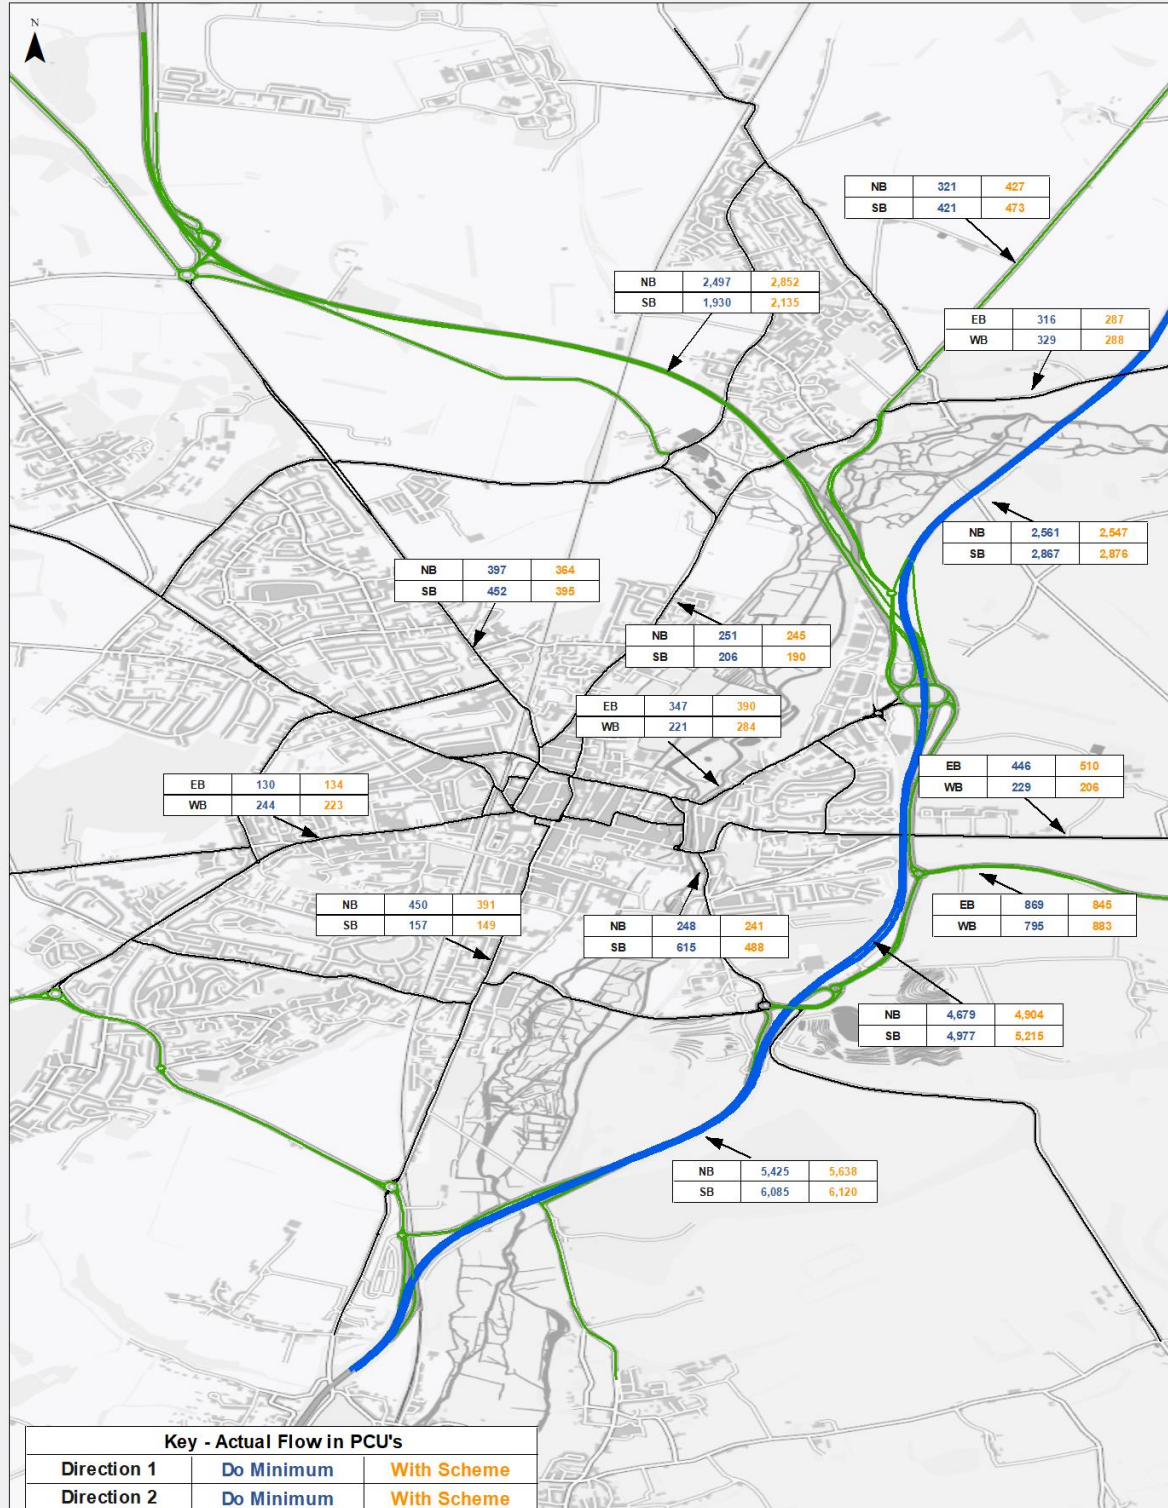 N
NB 321 427
SB 421 473
NB 2,497 2,852
SB 1,930 2,135
EB 316 287
WB 329 288
NB 2,561 2,547
SB 2,867 2,876
NB 397 364
SB 452 395
NB 251 245
SB 206 190
EB 347 390
WB 221 284
EB 446 510
WB 229 206
EB 130 134
WB 244 223
NB 450 391
SB 157 149
NB 248 241
SB 615 488
EB 869 845
WB 795 883
NB 4,679 4,904
SB 4,977 5,215
NB 5,425 5,638
SB 6,085 6,120
Key - Actual Flow in PCU's
Direction 1 Do Minimum With Scheme
Direction 2 Do Minimum With Scheme